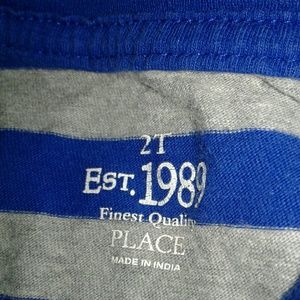 2T
EST. 1989
Finest Quality
PLACE
MADE IN INDIA